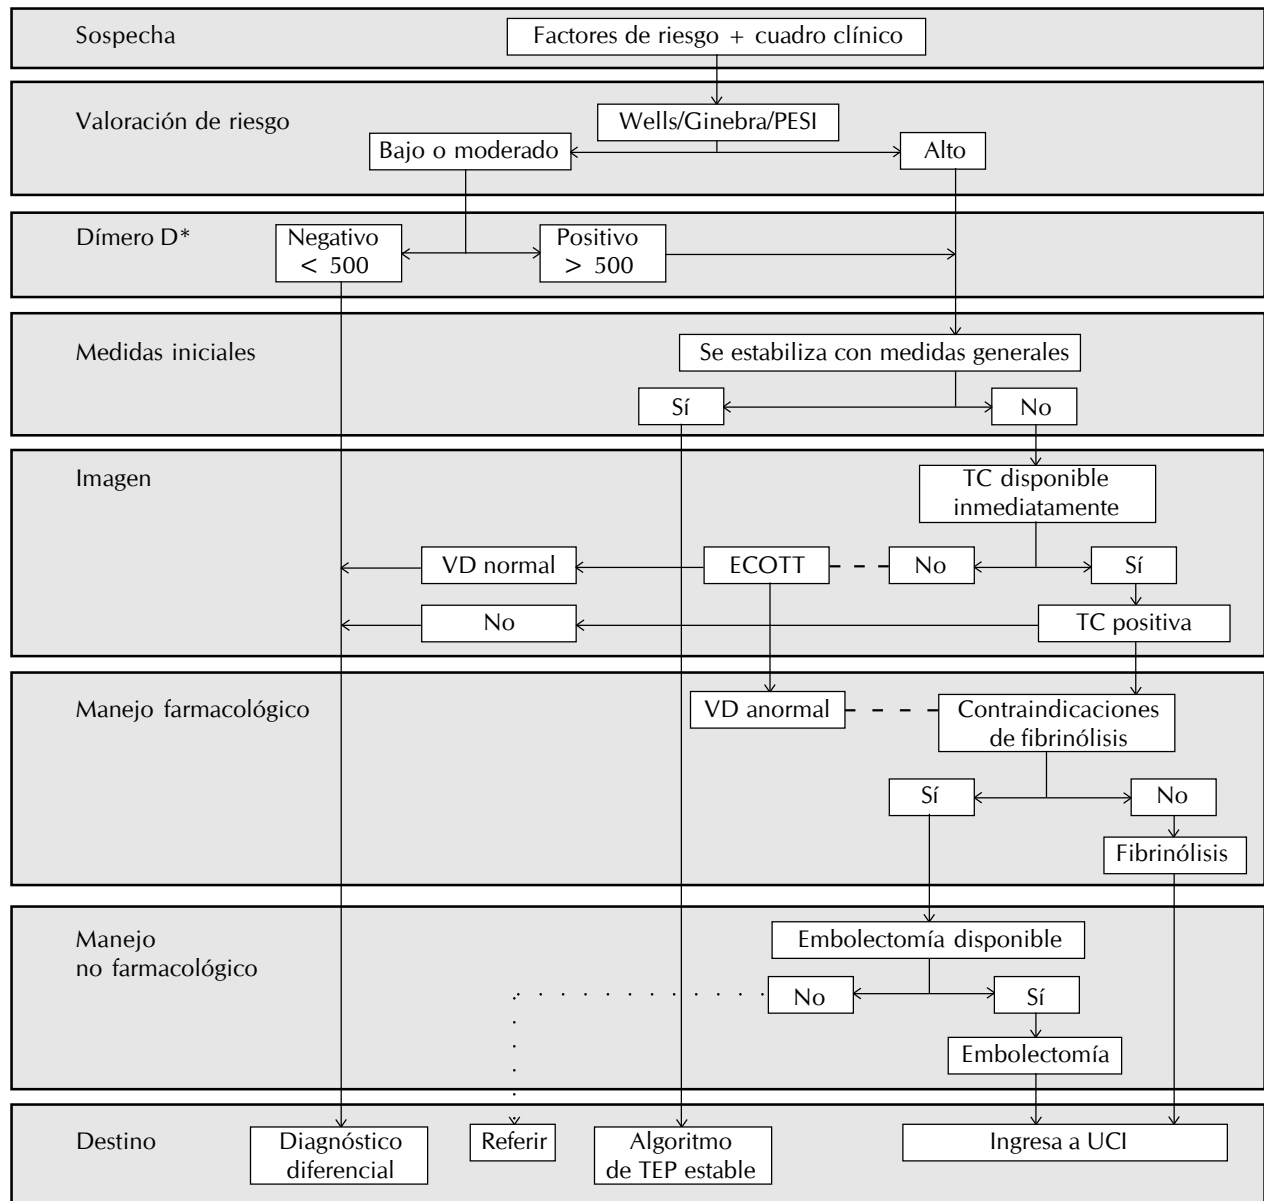 Sospecha
Factores de riesgo + cuadro clínico
Valoración de riesgo
Wells/Ginebra/PESI
Bajo o moderado
Alto
Dímero D*
Negativo
< 500
Positivo
> 500
Medidas iniciales
Se estabiliza con medidas generales
Sí
No
Imagen
TC disponible
inmediatamente
VD normal
ECOTT
No
Sí
No
TC positiva
Manejo farmacológico
VD anormal
Contraindicaciones
de fibrinólisis
Sí
No
Fibrinólisis
Manejo
no farmacológico
Embolectomía disponible
No
Sí
Embolectomía
Destino
Diagnóstico
diferencial
Referir
Algoritmo
de TEP estable
Ingresa a UCI